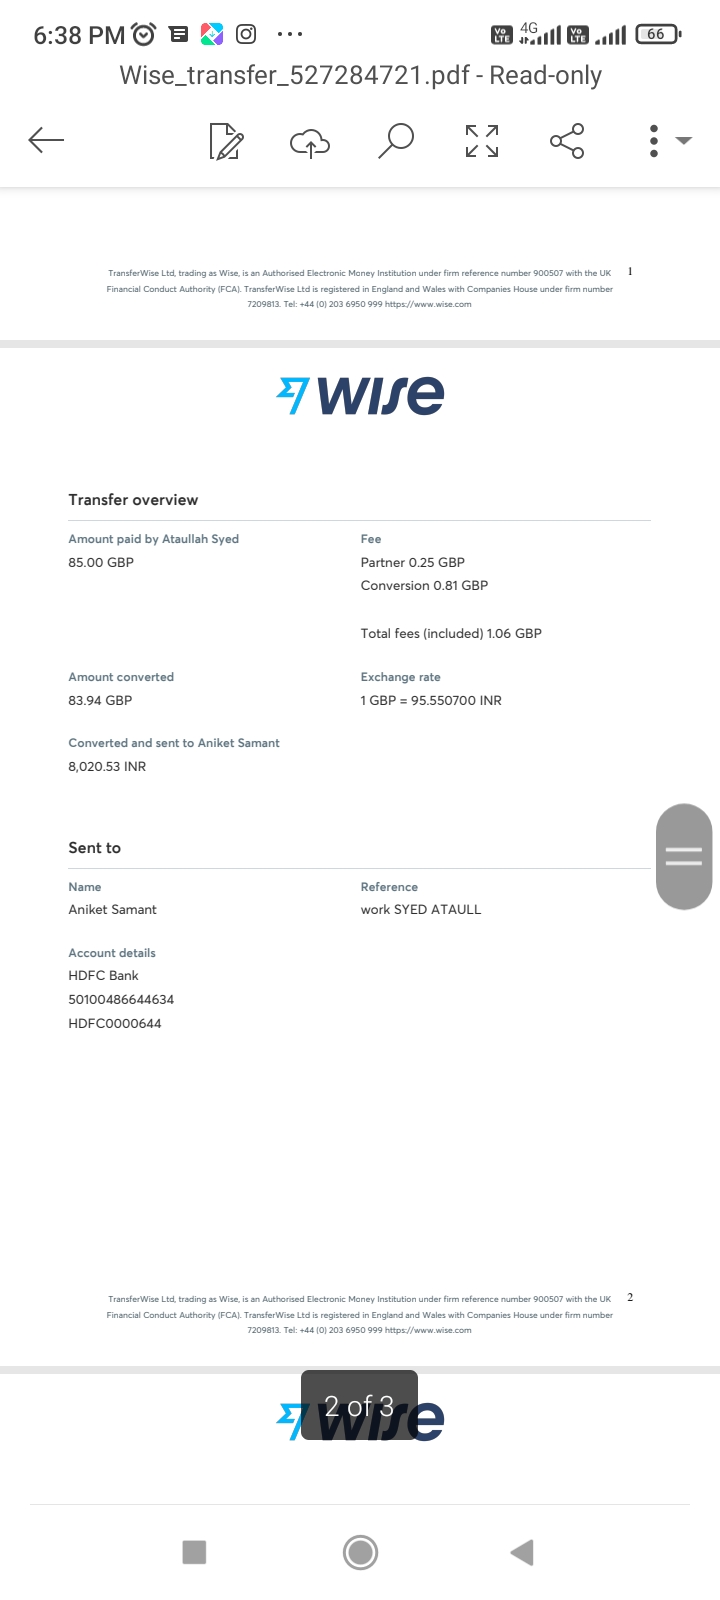 6:38 PM
4G
Vo
LTE
Vo
LTE
66
Wise_transfer_527284721.pdf - Read-only
TransferWise Ltd, trading as Wise, is an Authorised Electronic Money Institution under firm reference number 900507 with the UK 1
Financial Conduct Authority (FCA). TransferWise Ltd is registered in England and Wales with Companies House under firm number
7209813. Tel: +44 (0) 203 6950 999 https://www.wise.com
WISE
Transfer overview
Amount paid by Ataullah Syed
85.00 GBP
Fee
Partner 0.25 GBP
Conversion 0.81 GBP
Total fees (included) 1.06 GBP
Amount converted
83.94 GBP
Exchange rate
1 GBP = 95.550700 INR
Converted and sent to Aniket Samant
8,020.53 INR
Sent to
Name
Aniket Samant
Reference
work SYED ATAULL
Account details
HDFC Bank
50100486644634
HDFC0000644
TransferWise Ltd, trading as Wise, is an Authorised Electronic Money Institution under firm reference number 900507 with the UK 2
Financial Conduct Authority (FCA). TransferWise Ltd is registered in England and Wales with Companies House under firm number
7209813. Tel: +44 (0) 203 6950 999 https://www.wise.com
WISE
2 of 3